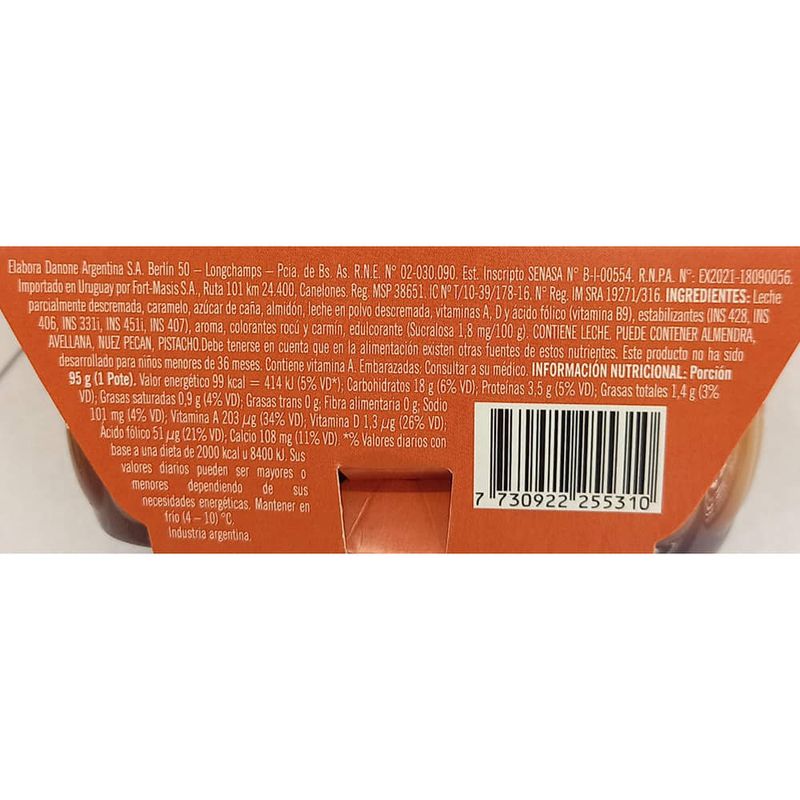 Elabora Danone Argentina S.A. Berlín 50 – Longchamps – Pcia. de Bs. As. R.N.E. N° 02-030.090. Est. Inscripto SENASA N° B-I-00554. R.N.P.A. N°: EX2021-18090056.
Importado en Uruguay por Fort-Masis S.A., Ruta 101 km 24.400, Canelones. Reg. MSP 38651. IC N° T/10-39/178-16. N° Reg. IM SRA 19271/316. INGREDIENTES: Leche
parcialmente descremada, caramelo, azúcar de caña, almidón, leche en polvo descremada, vitaminas A, D y ácido fólico (vitamina B9), estabilizantes (INS 428, INS
406, INS 331i, INS 451i, INS 407), aroma, colorantes rocú y carmín, edulcorante (Sucralosa 1,8 mg/100 g). CONTIENE LECHE. PUEDE CONTENER ALMENDRA,
AVELLANA, NUEZ PECAN, PISTACHO.Debe tenerse en cuenta que en la alimentación existen otras fuentes de estos nutrientes. Este producto no ha sido
desarrollado para niños menores de 36 meses. Contiene vitamina A. Embarazadas: Consultar a su médico. INFORMACIÓN NUTRICIONAL: Porción
95 g (1 Pote). Valor energético 99 kcal = 414 kJ (5% VD*); Carbohidratos 18 g (6% VD); Proteínas 3,5 g (5% VD); Grasas totales 1,4 g (3%
VD); Grasas saturadas 0,9 g (4% VD); Grasas trans 0 g; Fibra alimentaria 0 g; Sodio
101 mg (4% VD); Vitamina A 203 µg (34% VD); Vitamina D 1,3 µg (26% VD);
Ácido fólico 51 µg (21% VD); Calcio 108 mg (11% VD). *% Valores diarios con
base a una dieta de 2000 kcal u 8400 kJ. Sus
valores diarios pueden ser mayores o
menores dependiendo de sus
necesidades energéticas. Mantener en
frío (4 – 10) °C.
Industria argentina.
7 730922 255310